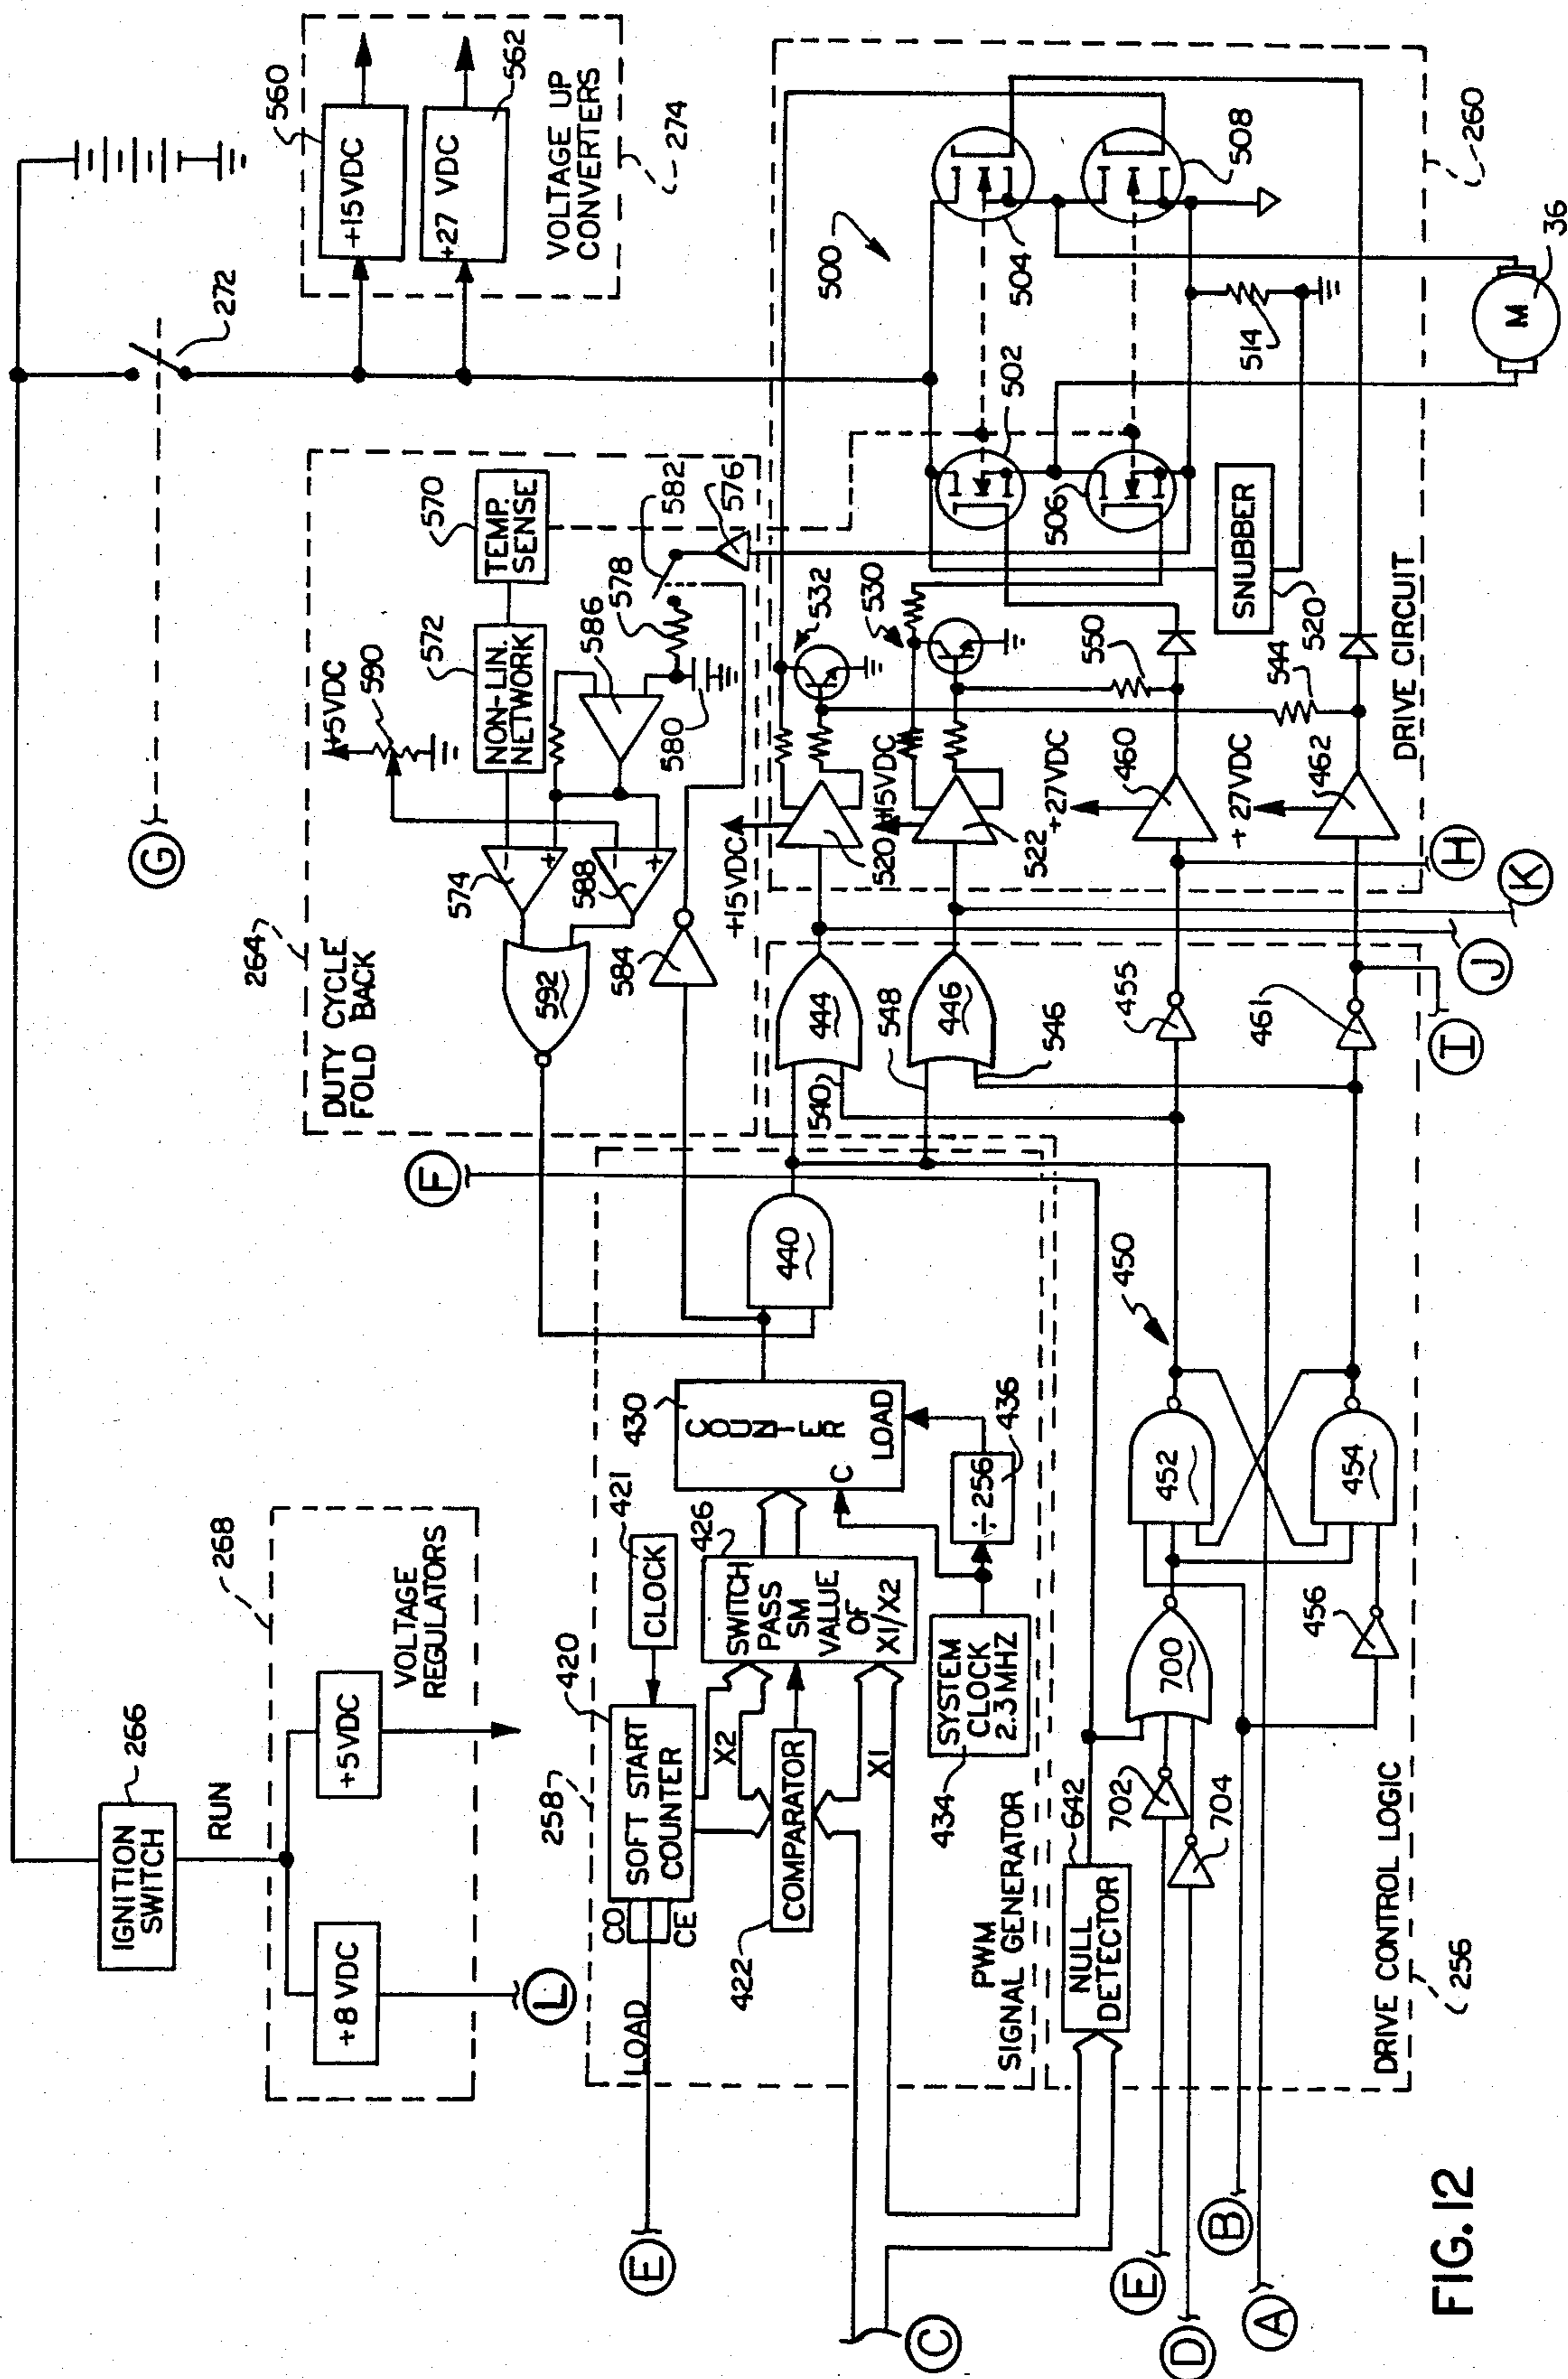 IGNITION
SWITCH
266
RUN
268
+8 VDC
+5VDC
VOLTAGE
REGULATORS
L
G
272
560
+15VDC
+27 VDC
562
VOLTAGE UP
CONVERTERS
274
264
DUTY CYCLE
FOLD BACK
+5VDC
590
570
TEMP.
SENSE
572
NON-LIN.
NETWORK
574
-
+
586
578
582
576
580
588
-
+
592
584
F
E
LOAD
258
420
CO
CE
SOFT START
COUNTER
421
CLOCK
422
COMPARATOR
X2
X1
426
SWITCH
PASS
SM
VALUE
OF
X1/X2
430
COUNTER
C
LOAD
434
SYSTEM
CLOCK
2.3 MHZ
÷256
436
440
PWM
SIGNAL GENERATOR
C
642
NULL
DETECTOR
702
704
700
450
452
454
456
444
446
540
548
546
455
461
DRIVE CONTROL LOGIC
256
E
D
B
A
I
J
K
H
+15VDC
520
532
+15VDC
522
530
+27VDC
460
550
+27VDC
462
544
DRIVE CIRCUIT
SNUBBER
520
500
502
504
506
508
514
260
M
36
FIG. 12